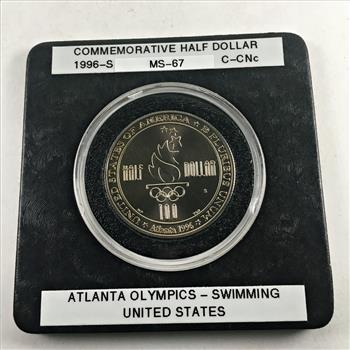 COMMEMORATIVE HALF DOLLAR
1996-S MS-67 C-CNc
UNITED STATES OF AMERICA E PLURIBUS UNUM
HALF DOLLAR
S
100
Atlanta 1996
ATLANTA OLYMPICS – SWIMMING
UNITED STATES